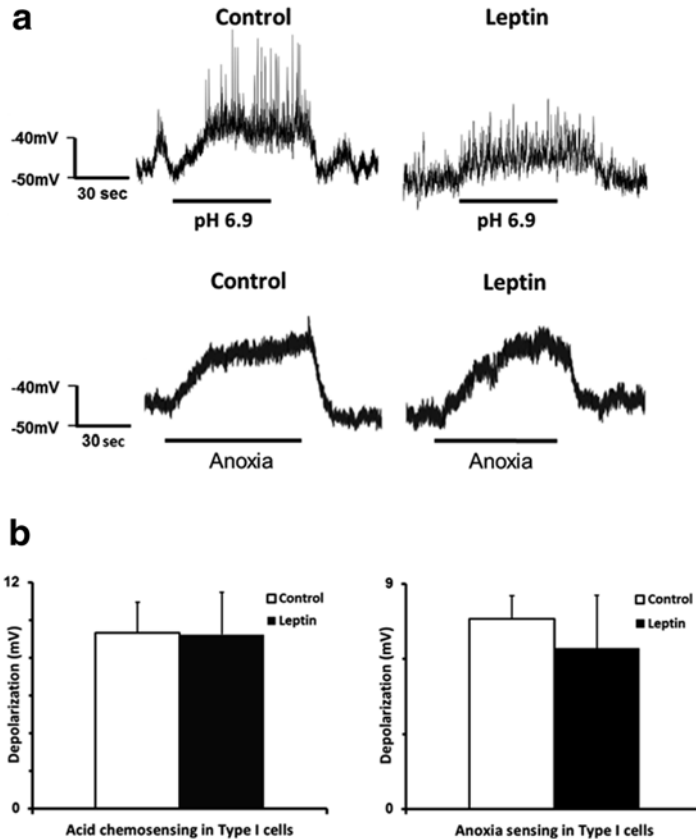 a
Control
Leptin
-40mV
-50mV
30 sec
pH 6.9
pH 6.9
Control
Leptin
-40mV
-50mV
30 sec
Anoxia
Anoxia
b
12
Depolarization (mV)
0
Control
Leptin
Acid chemosensing in Type I cells
9
Depolarization (mV)
0
Control
Leptin
Anoxia sensing in Type I cells